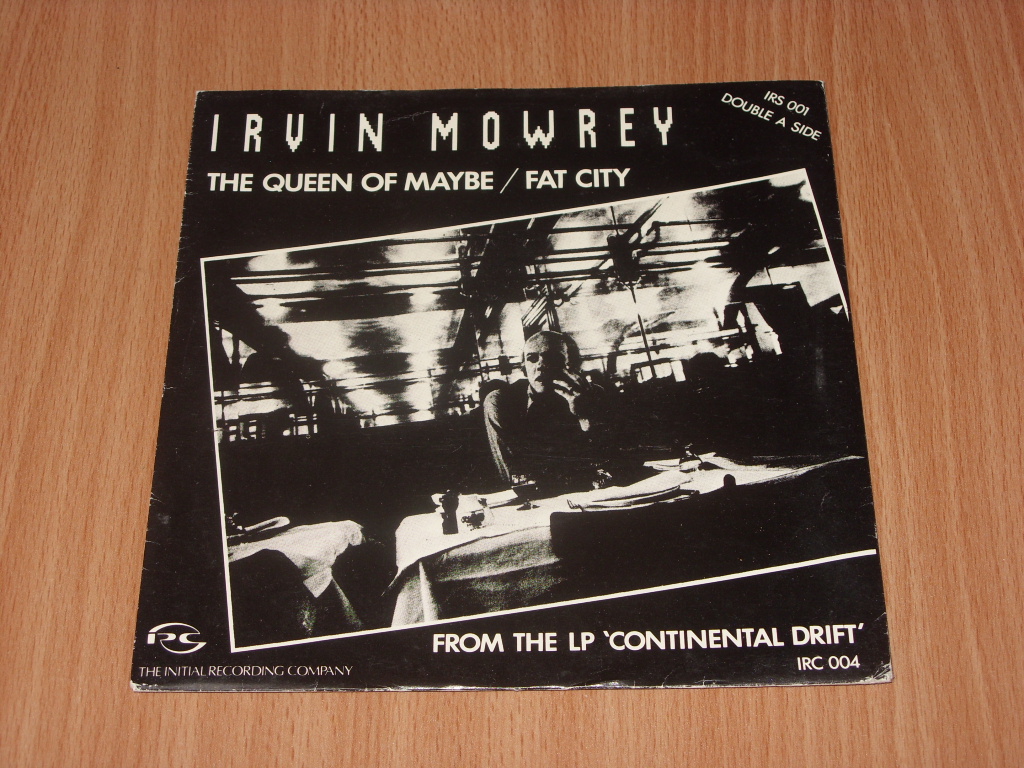 IRVIN MOWREY
IRS 001
DOUBLE A SIDE
THE QUEEN OF MAYBE / FAT CITY
FROM THE LP 'CONTINENTAL DRIFT'
IRC 004
IRC
THE INITIAL RECORDING COMPANY